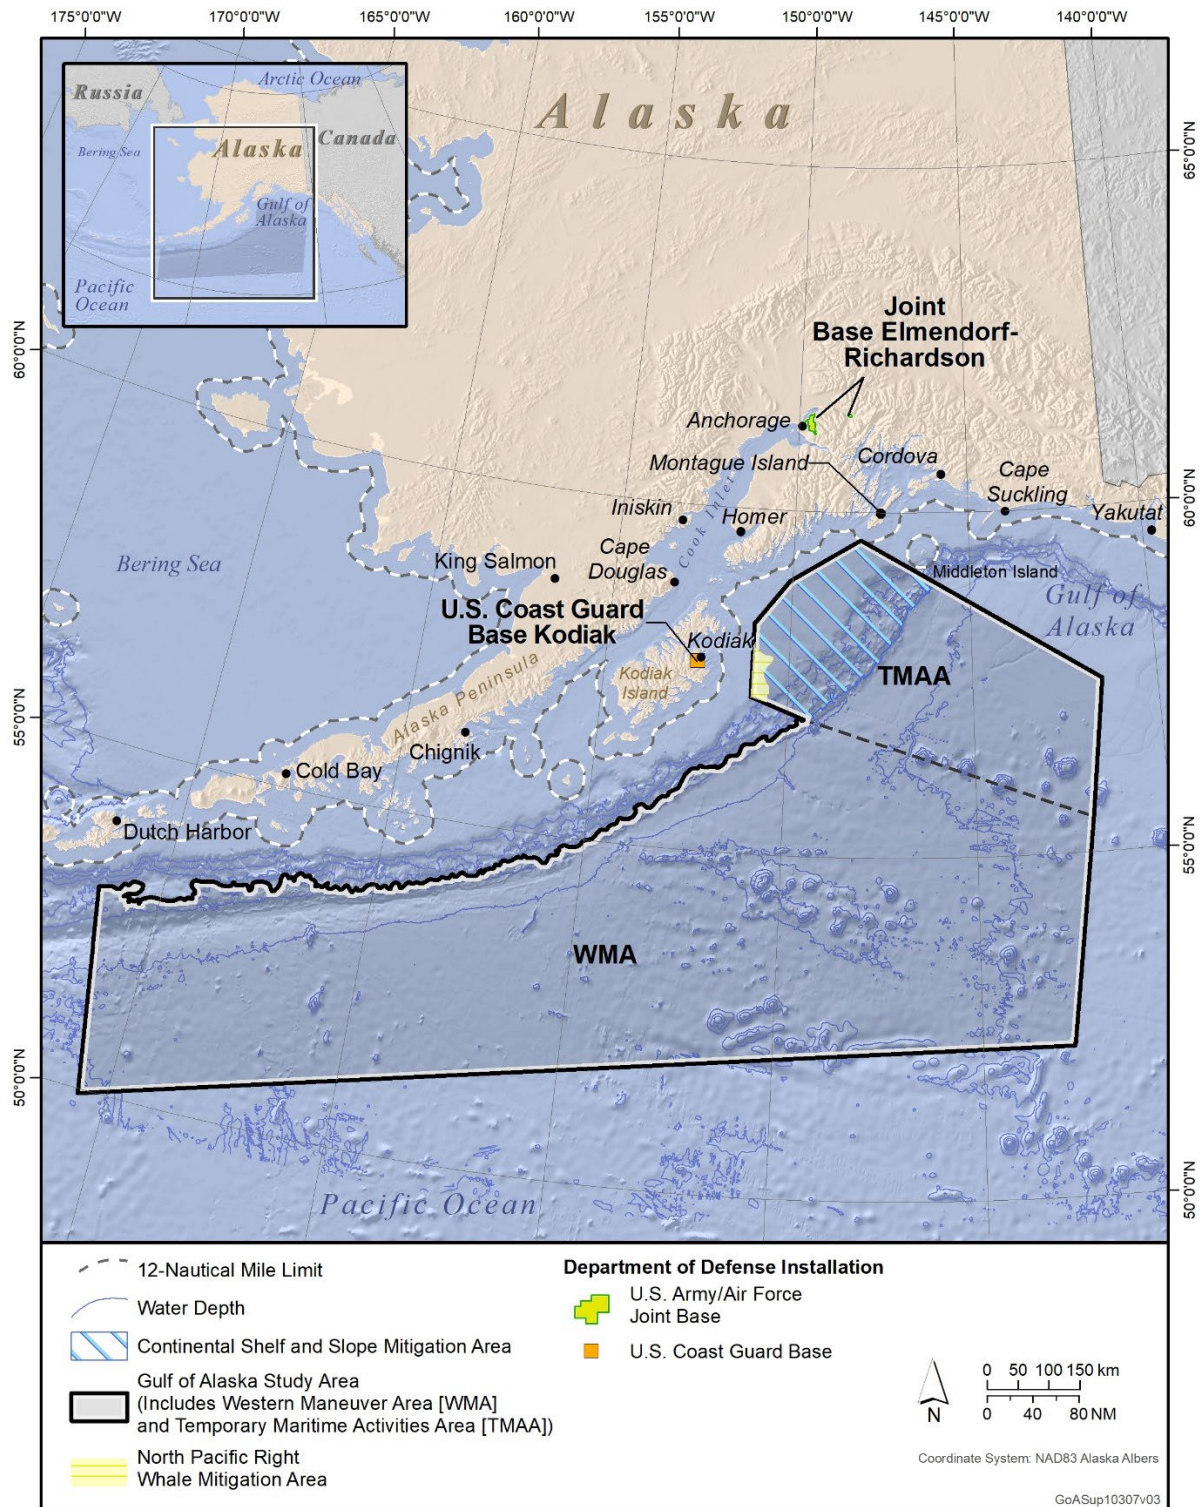 175°0'0"W
170°0'0"W
165°0'0"W
160°0'0"W
155°0'0"W
150°0'0"W
145°0'0"W
140°0'0"W
Arctic Ocean
Russia
Canada
Bering Sea
Alaska
Gulf of
Alaska
Pacific
Ocean
Alaska
65°0'0"N
60°0'0"N
Joint
Base Elmendorf-
Richardson
Anchorage
Montague Island
Cordova
Cape
Suckling
60°0'0"N
Yakutat
Iniskin
Cook Inlet
Homer
Cape
Douglas
King Salmon
Bering Sea
Middleton Island
Gulf of
Alaska
U.S. Coast Guard
Base Kodiak
Kodiak
Kodiak
Island
TMAA
Alaska Peninsula
55°0'0"N
Chignik
Cold Bay
Dutch Harbor
55°0'0"N
WMA
50°0'0"N
50°0'0"N
Pacific Ocean
12-Nautical Mile Limit
Water Depth
Continental Shelf and Slope Mitigation Area
Gulf of Alaska Study Area
(Includes Western Maneuver Area [WMA]
and Temporary Maritime Activities Area [TMAA])
North Pacific Right
Whale Mitigation Area
Department of Defense Installation
U.S. Army/Air Force
Joint Base
U.S. Coast Guard Base
N
0 50 100 150 km
0 40 80 NM
Coordinate System: NAD83 Alaska Albers
GoASup10307v03